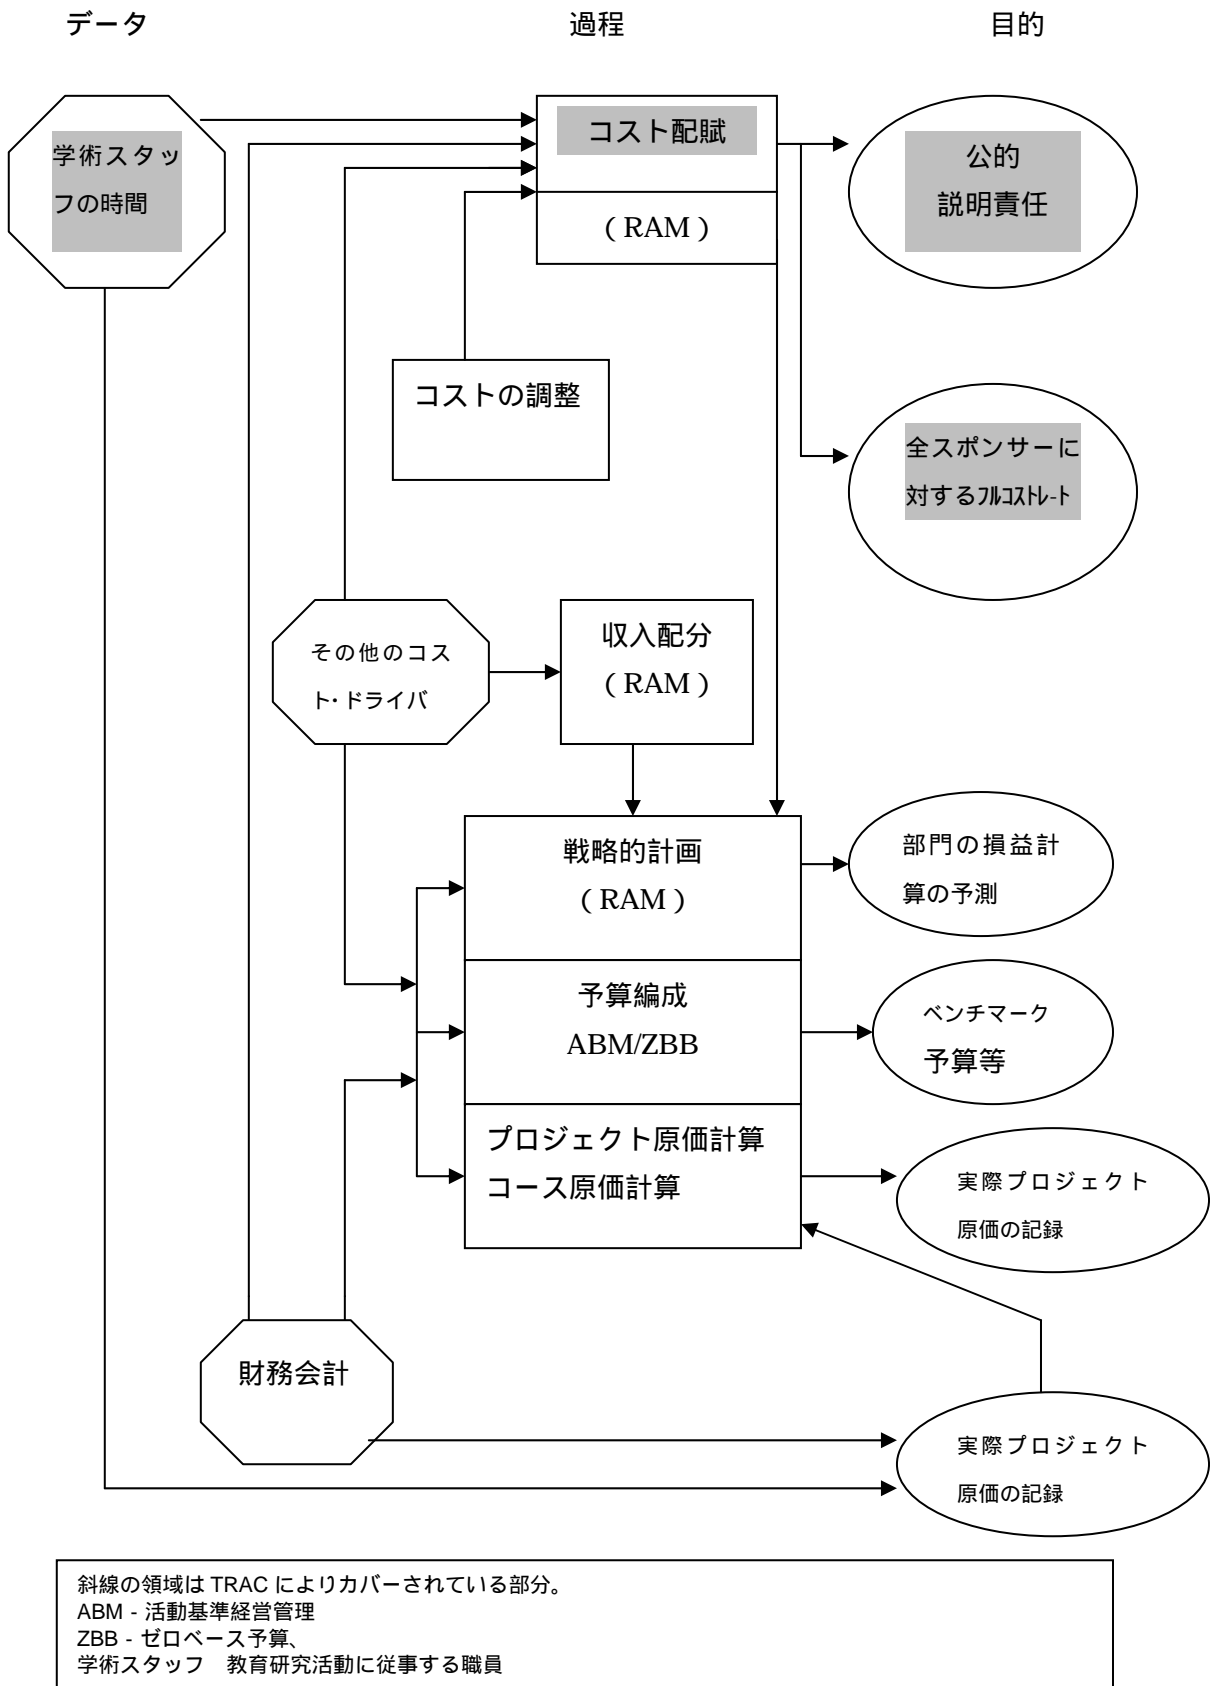 データ 過程 目的
学術スタッ
フの時間
コスト配賦
（RAM）
公的
説明責任
コストの調整
全スポンサーに
対するﾌﾙｺｽﾄﾚｰﾄ
その他のコス
ト･ドライバ
収入配分
（RAM）
戦略的計画
（RAM）
部門の損益計
算の予測
予算編成
ABM/ZBB
ベンチマーク
予算等
プロジェクト原価計算
コース原価計算
実際プロジェクト
原価の記録
財務会計
実際プロジェクト
原価の記録
斜線の領域は TRAC によりカバーされている部分。
ABM - 活動基準経営管理
ZBB - ゼロベース予算、
学術スタッフ　教育研究活動に従事する職員